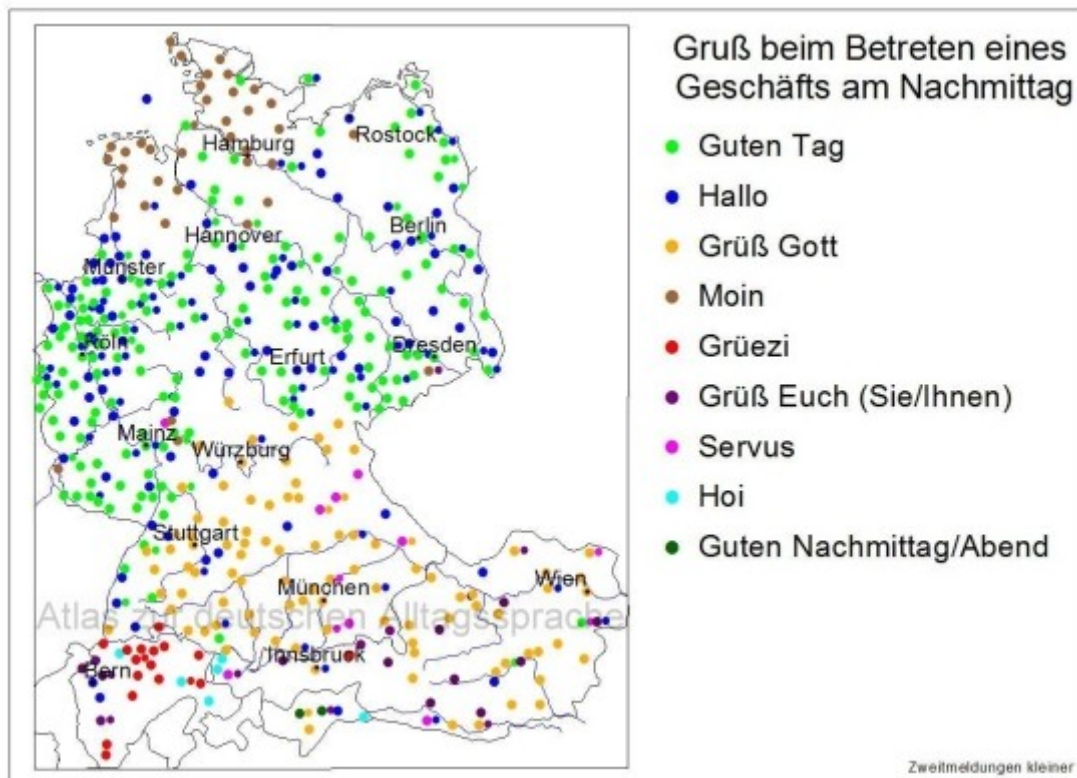 Gruß beim Betreten eines
Geschäfts am Nachmittag
Guten Tag
Hallo
Grüß Gott
Moin
Grüezi
Grüß Euch (Sie/Ihnen)
Servus
Hoi
Guten Nachmittag/Abend
Rostock
Hamburg
Berlin
Hannover
Münster
Köln
Erfurt
Dresden
Mainz
Würzburg
Stuttgart
München
Wien
Atlas zur deutschen Alltagssprache
Innsbruck
Bern
Zweitmeldungen kleiner